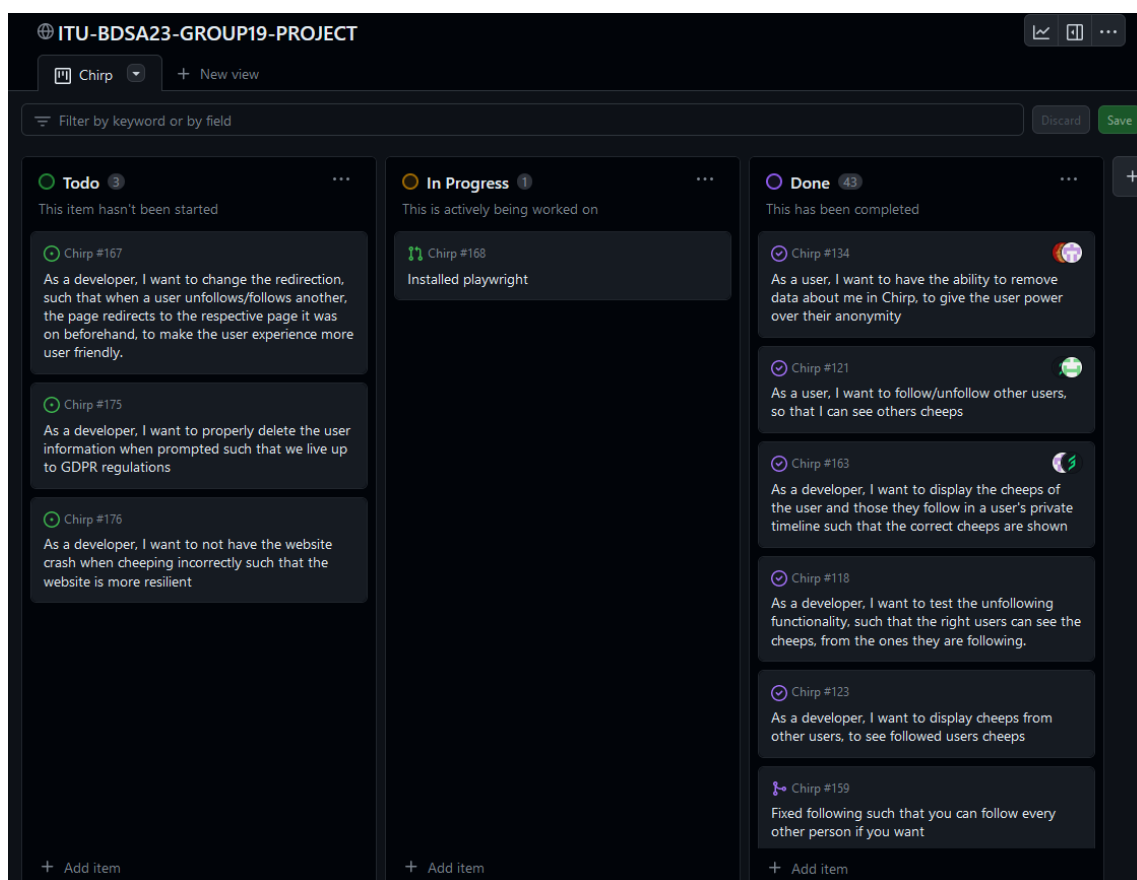 ITU-BDSA23-GROUP19-PROJECT
Chirp
New view
Filter by keyword or by field
Discard
Save
Todo 3
This item hasn't been started
Chirp #167
As a developer, I want to change the redirection,
such that when a user unfollows/follows another,
the page redirects to the respective page it was
on beforehand, to make the user experience more
user friendly.
Chirp #175
As a developer, I want to properly delete the user
information when prompted such that we live up
to GDPR regulations
Chirp #176
As a developer, I want to not have the website
crash when cheeping incorrectly such that the
website is more resilient
+ Add item
In Progress 1
This is actively being worked on
Chirp #168
Installed playwright
+ Add item
Done 43
This has been completed
Chirp #134
As a user, I want to have the ability to remove
data about me in Chirp, to give the user power
over their anonymity
Chirp #121
As a user, I want to follow/unfollow other users,
so that I can see others cheeps
Chirp #163
As a developer, I want to display the cheeps of
the user and those they follow in a user's private
timeline such that the correct cheeps are shown
Chirp #118
As a developer, I want to test the unfollowing
functionality, such that the right users can see the
cheeps, from the ones they are following.
Chirp #123
As a developer, I want to display cheeps from
other users, to see followed users cheeps
Chirp #159
Fixed following such that you can follow every
other person if you want
+ Add item